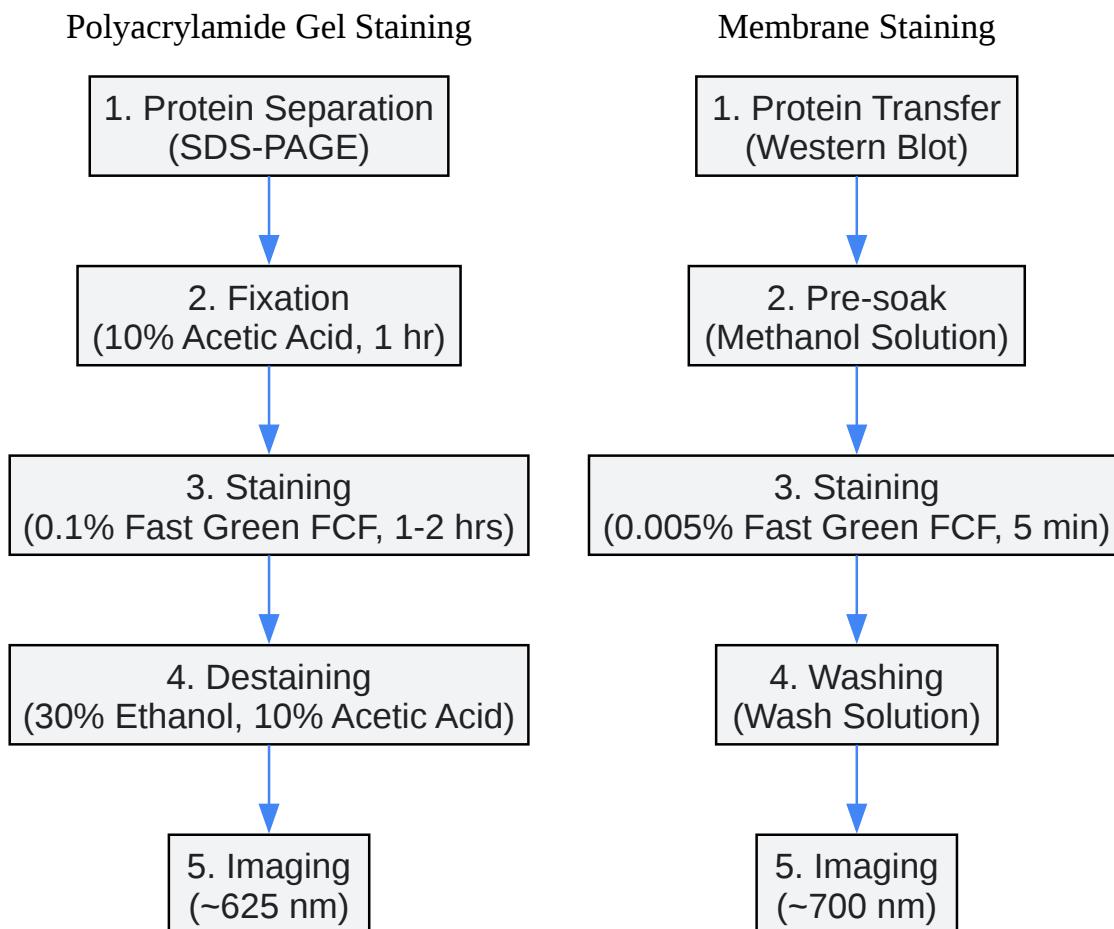 Polyacrylamide Gel Staining
1. Protein Separation
(SDS-PAGE)
2. Fixation
(10% Acetic Acid, 1 hr)
3. Staining
(0.1% Fast Green FCF, 1-2 hrs)
4. Destaining
(30% Ethanol, 10% Acetic Acid)
5. Imaging
(~625 nm)
Membrane Staining
1. Protein Transfer
(Western Blot)
2. Pre-soak
(Methanol Solution)
3. Staining
(0.005% Fast Green FCF, 5 min)
4. Washing
(Wash Solution)
5. Imaging
(~700 nm)